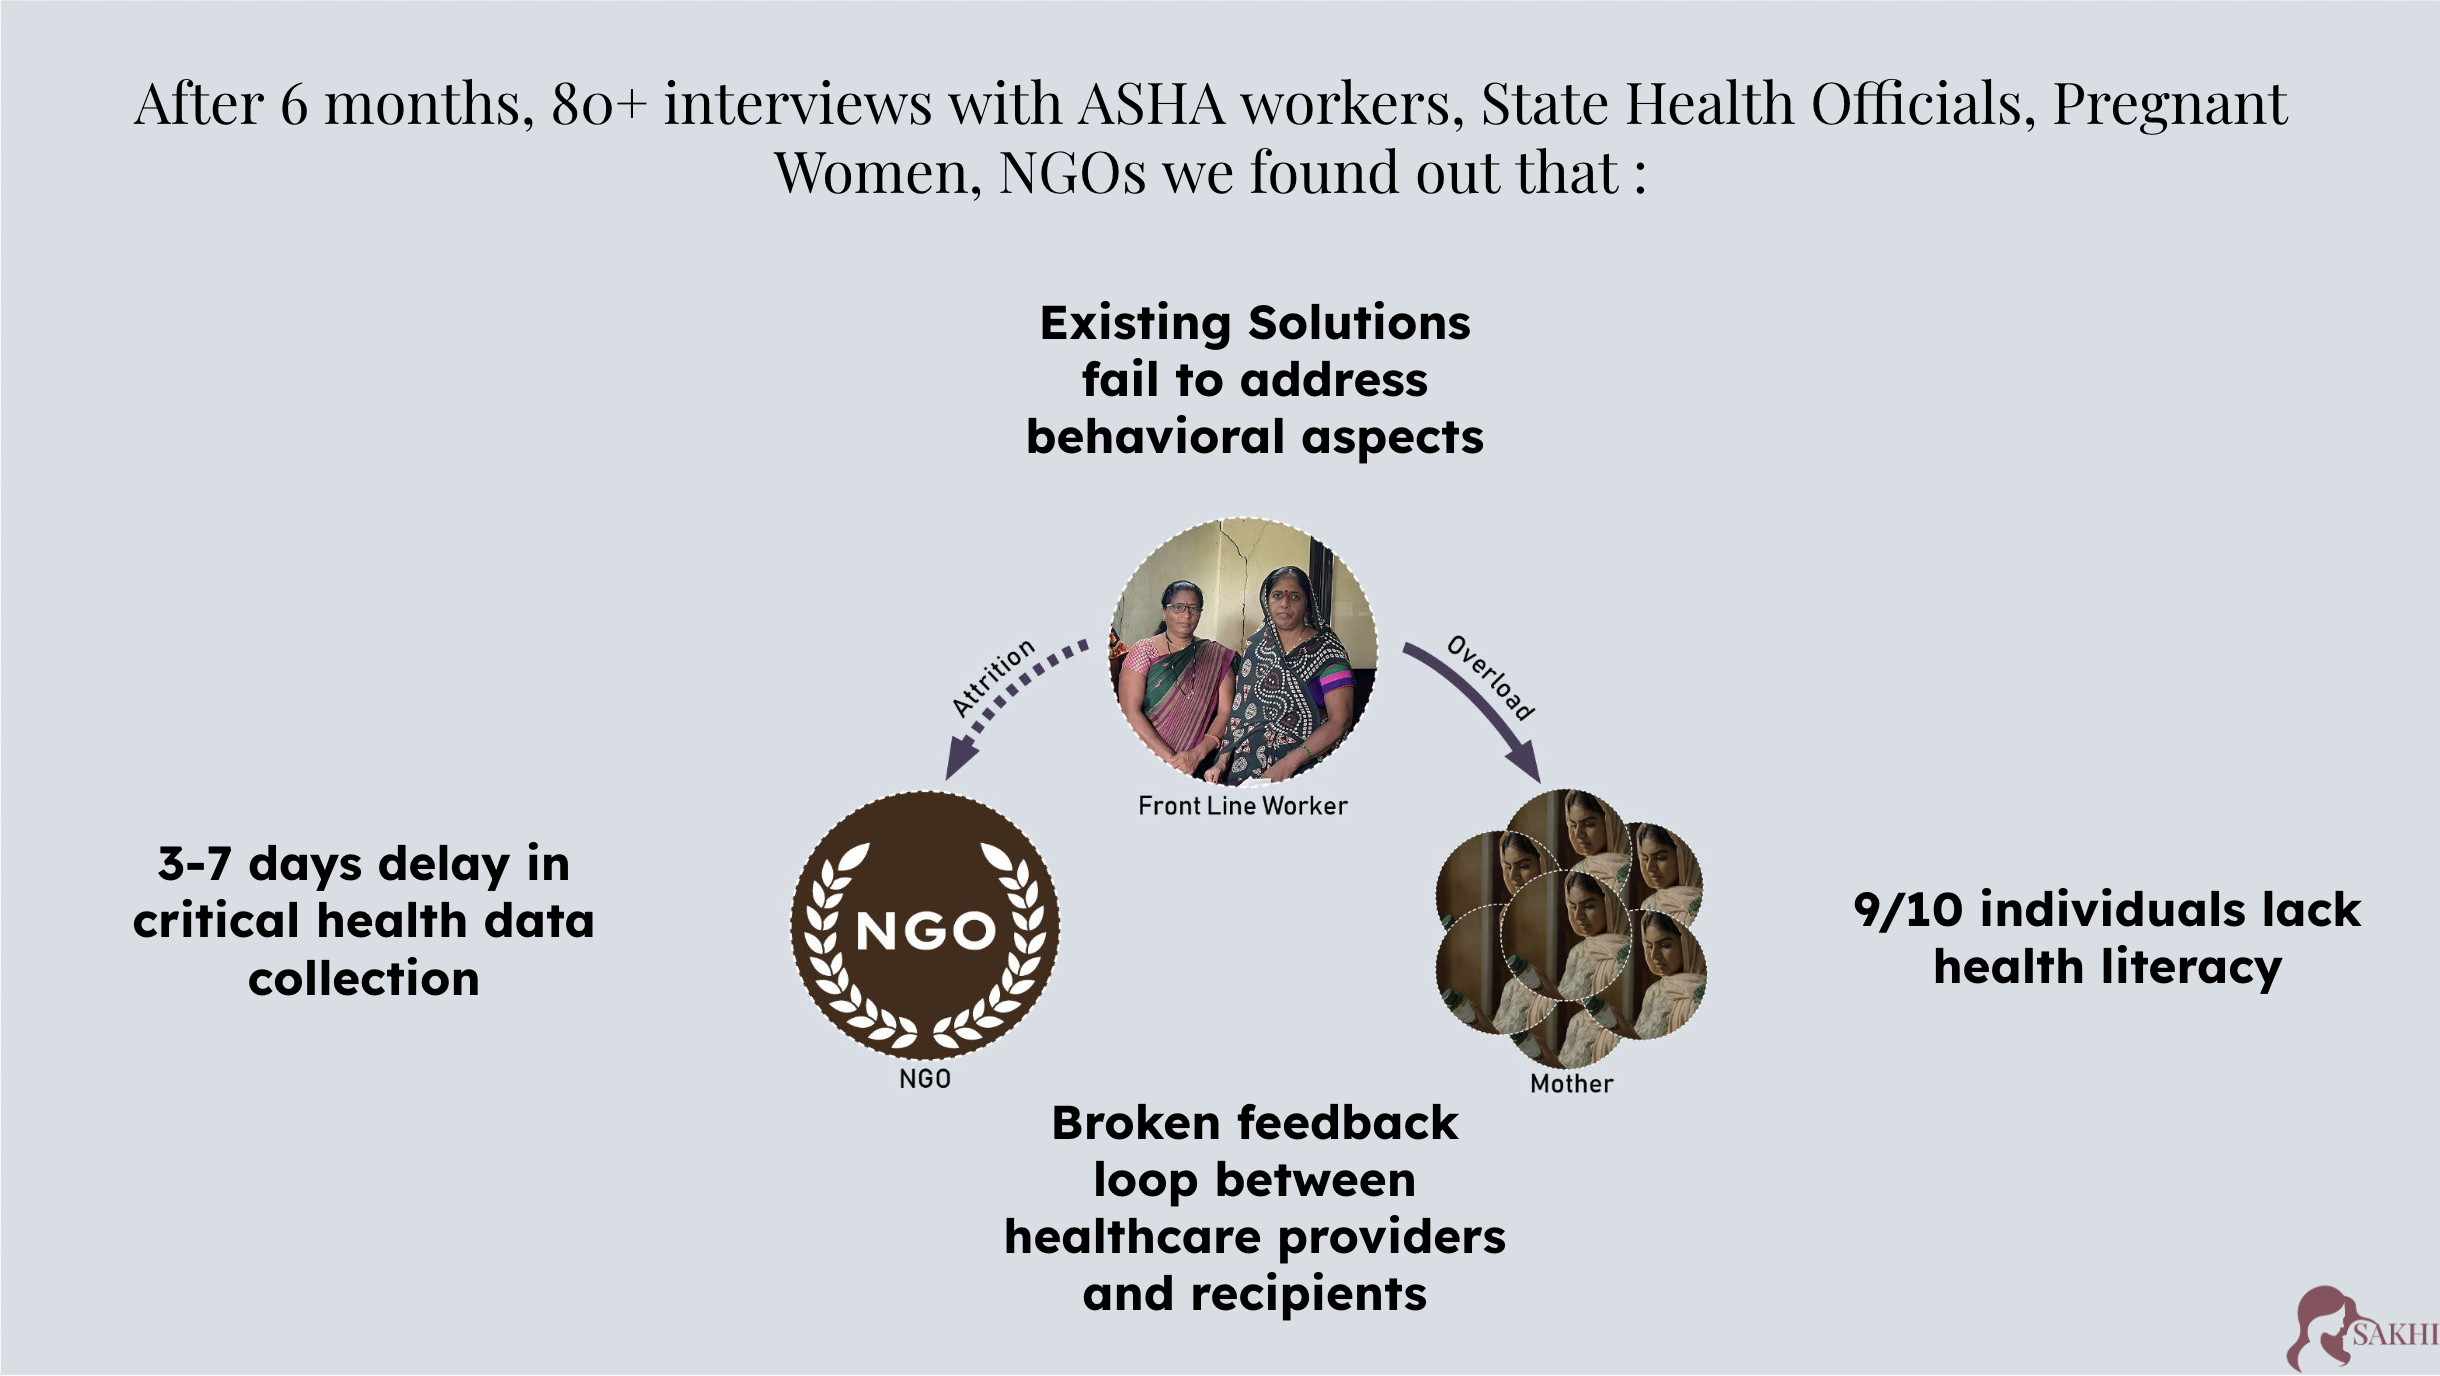 After 6 months, 80+ interviews with ASHA workers, State Health Officials, Pregnant
Women, NGOs we found out that :
Existing Solutions
fail to address
behavioral aspects
Attrition
Overload
Front Line Worker
3-7 days delay in
critical health data
collection
NGO
NGO
Mother
9/10 individuals lack
health literacy
Broken feedback
loop between
healthcare providers
and recipients
SAKHI